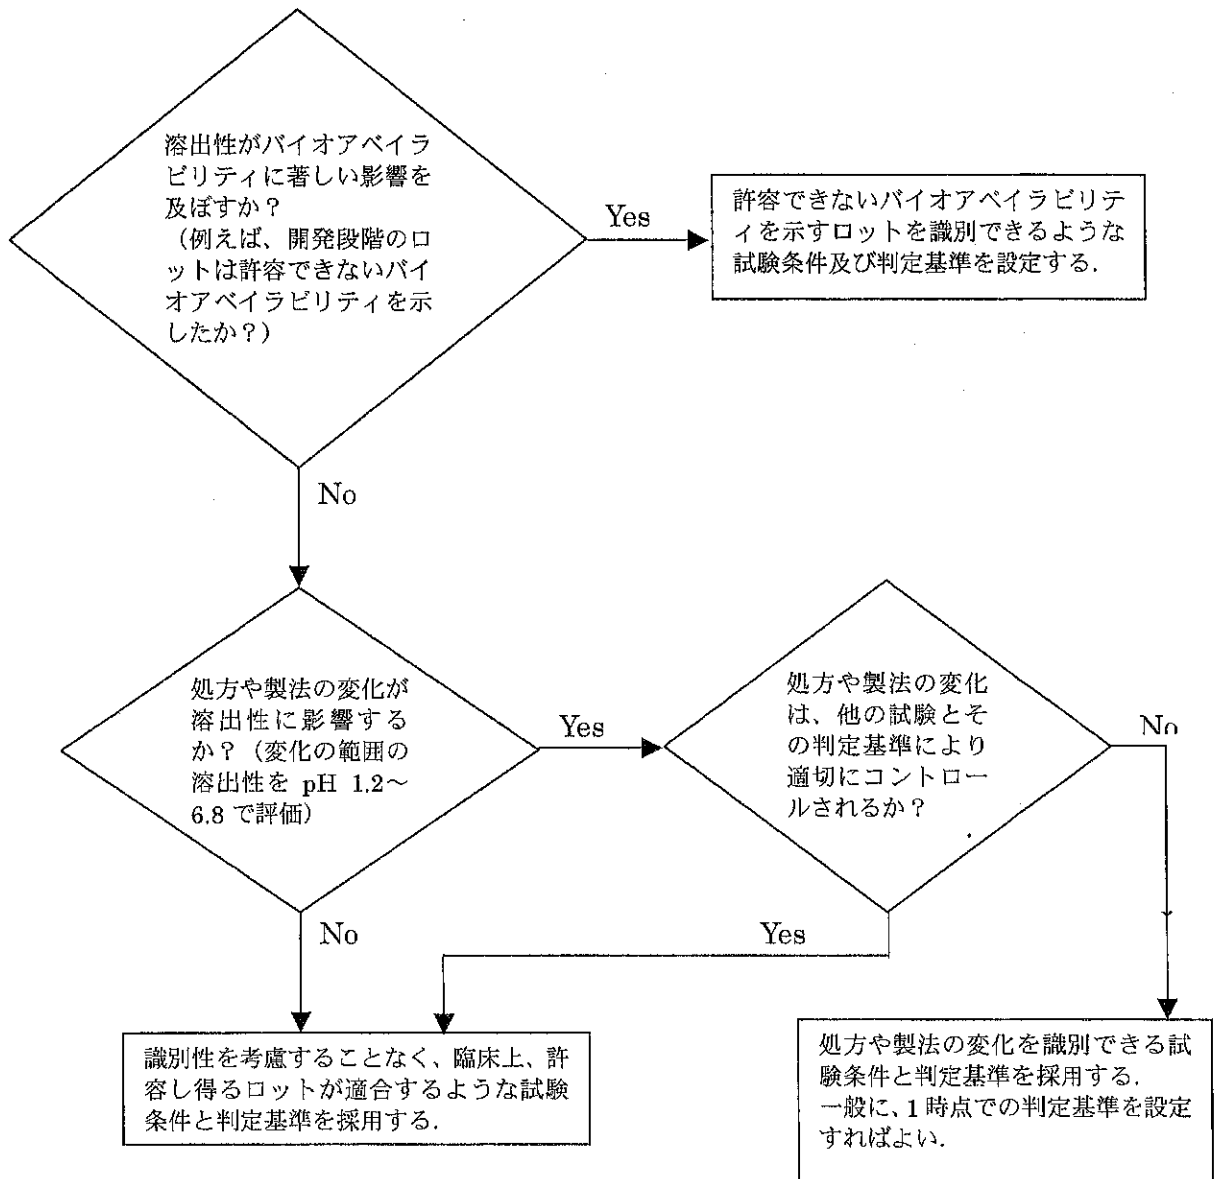 溶出性がバイオアベイラ
ビリティに著しい影響を
及ぼすか？
（例えば、開発段階のロ
ットは許容できないバイ
オアベイラビリティを示
したか？）
Yes
許容できないバイオアベイラビリテ
ィを示すロットを識別できるような
試験条件及び判定基準を設定する.
No
処方や製法の変化が
溶出性に影響する
か？（変化の範囲の
溶出性を pH 1.2～
6.8 で評価）
Yes
処方や製法の変化
は、他の試験とそ
の判定基準により
適切にコントロー
ルされるか？
No
No
Yes
識別性を考慮することなく、臨床上、許
容し得るロットが適合するような試験
条件と判定基準を採用する.
処方や製法の変化を識別できる試
験条件と判定基準を採用する.
一般に、1 時点での判定基準を設定
すればよい.